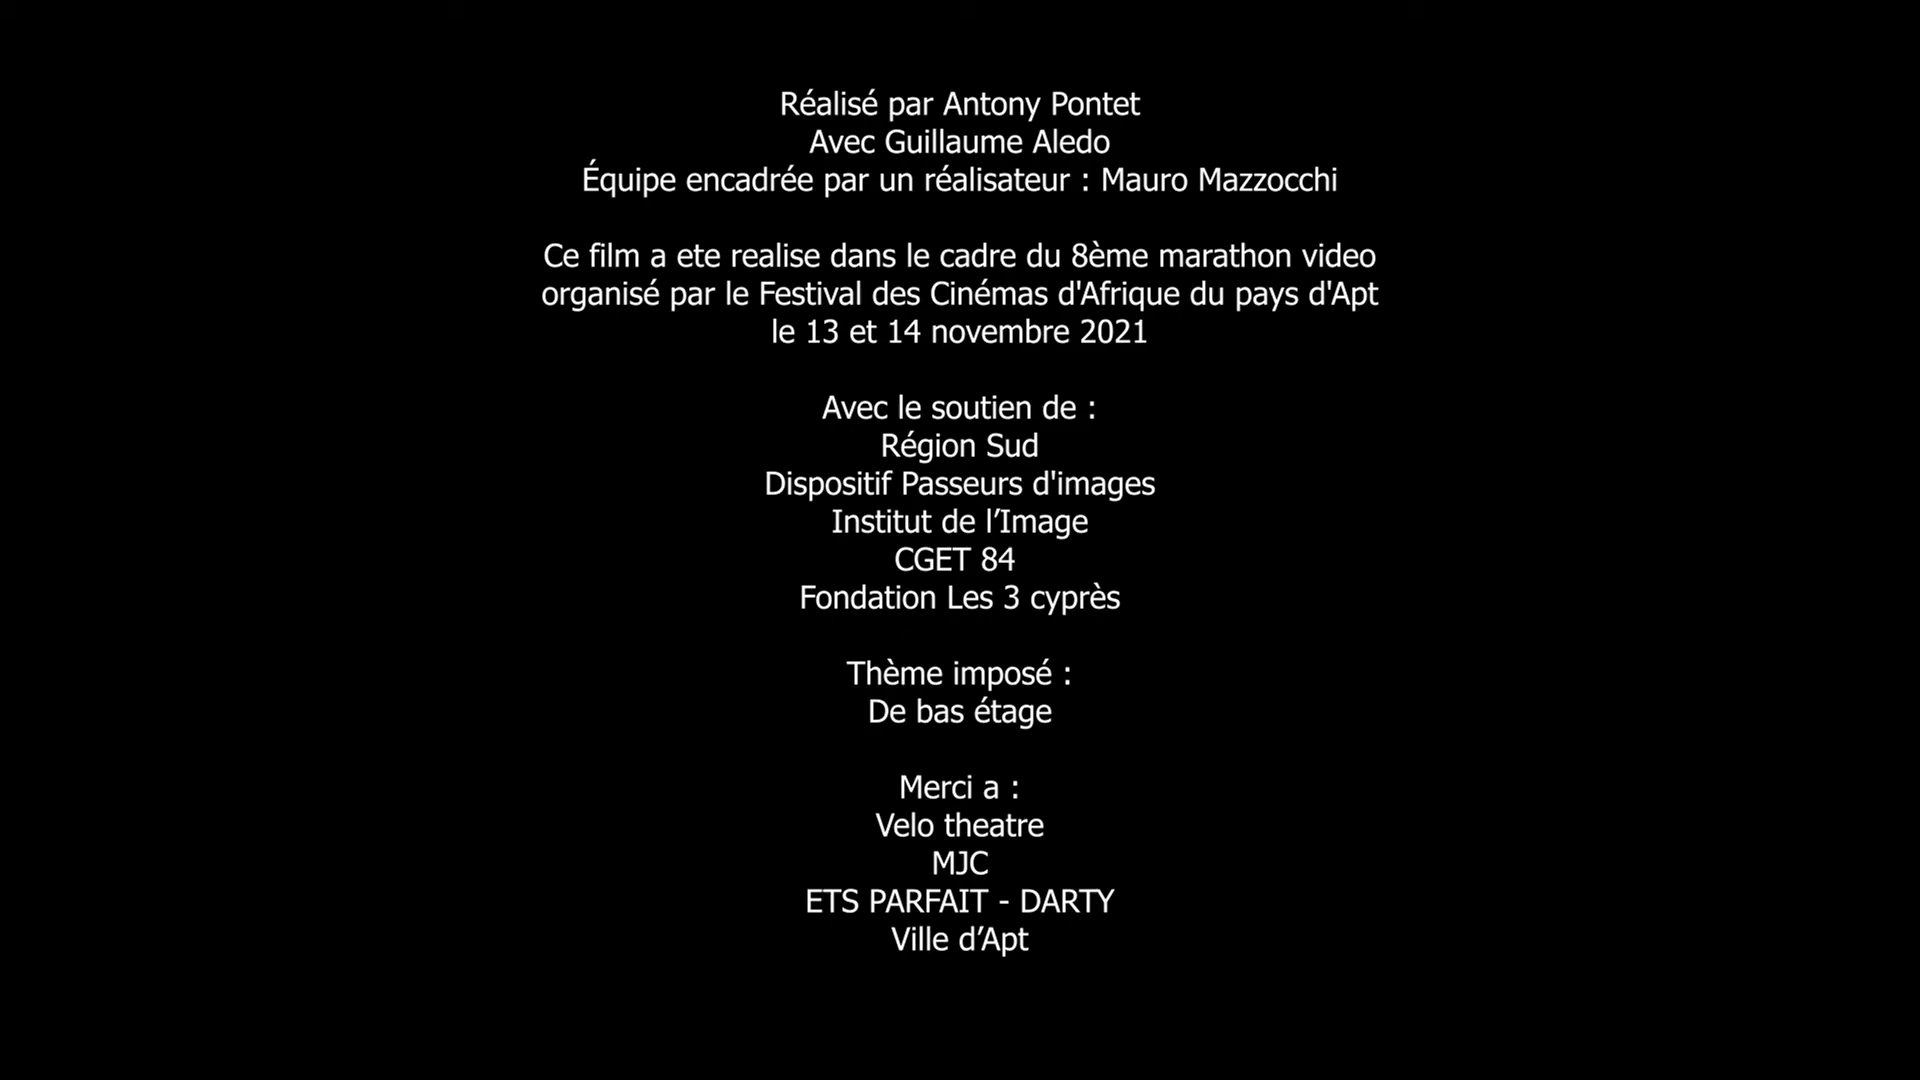 Réalisé par Antony Pontet
Avec Guillaume Aledo
Équipe encadrée par un réalisateur : Mauro Mazzocchi
Ce film a ete realise dans le cadre du 8ème marathon video
organisé par le Festival des Cinémas d'Afrique du pays d'Apt
le 13 et 14 novembre 2021
Avec le soutien de :
Région Sud
Dispositif Passeurs d'images
Institut de l’Image
CGET 84
Fondation Les 3 cyprès
Thème imposé :
De bas étage
Merci a :
Velo theatre
MJC
ETS PARFAIT - DARTY
Ville d’Apt